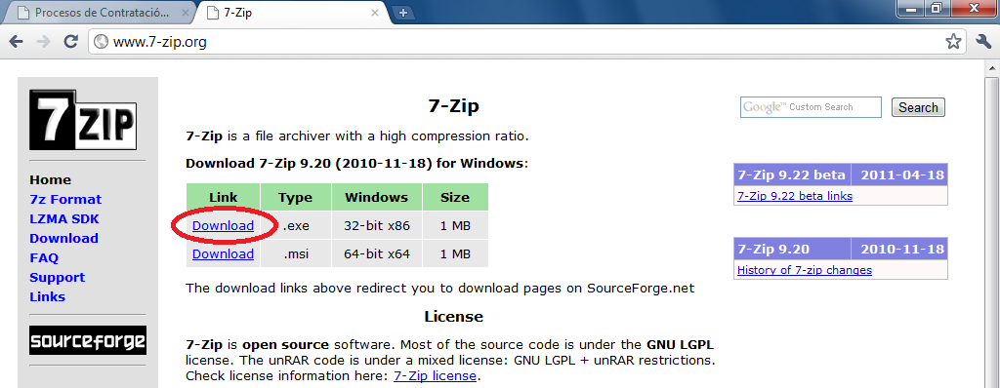 Procesos de Contratació...
7-Zip
www.7-zip.org
7 ZIP
Home
7z Format
LZMA SDK
Download
FAQ
Support
Links
sourceforge
7-Zip
7-Zip is a file archiver with a high compression ratio.
Download 7-Zip 9.20 (2010-11-18) for Windows:
Link Type Windows Size
Download .exe 32-bit x86 1 MB
Download .msi 64-bit x64 1 MB
The download links above redirect you to download pages on SourceForge.net
License
7-Zip is open source software. Most of the source code is under the GNU LGPL
license. The unRAR code is under a mixed license: GNU LGPL + unRAR restrictions.
Check license information here: 7-Zip license.
Google™ Custom Search Search
7-Zip 9.22 beta 2011-04-18
7-Zip 9.22 beta links
7-Zip 9.20 2010-11-18
History of 7-zip changes